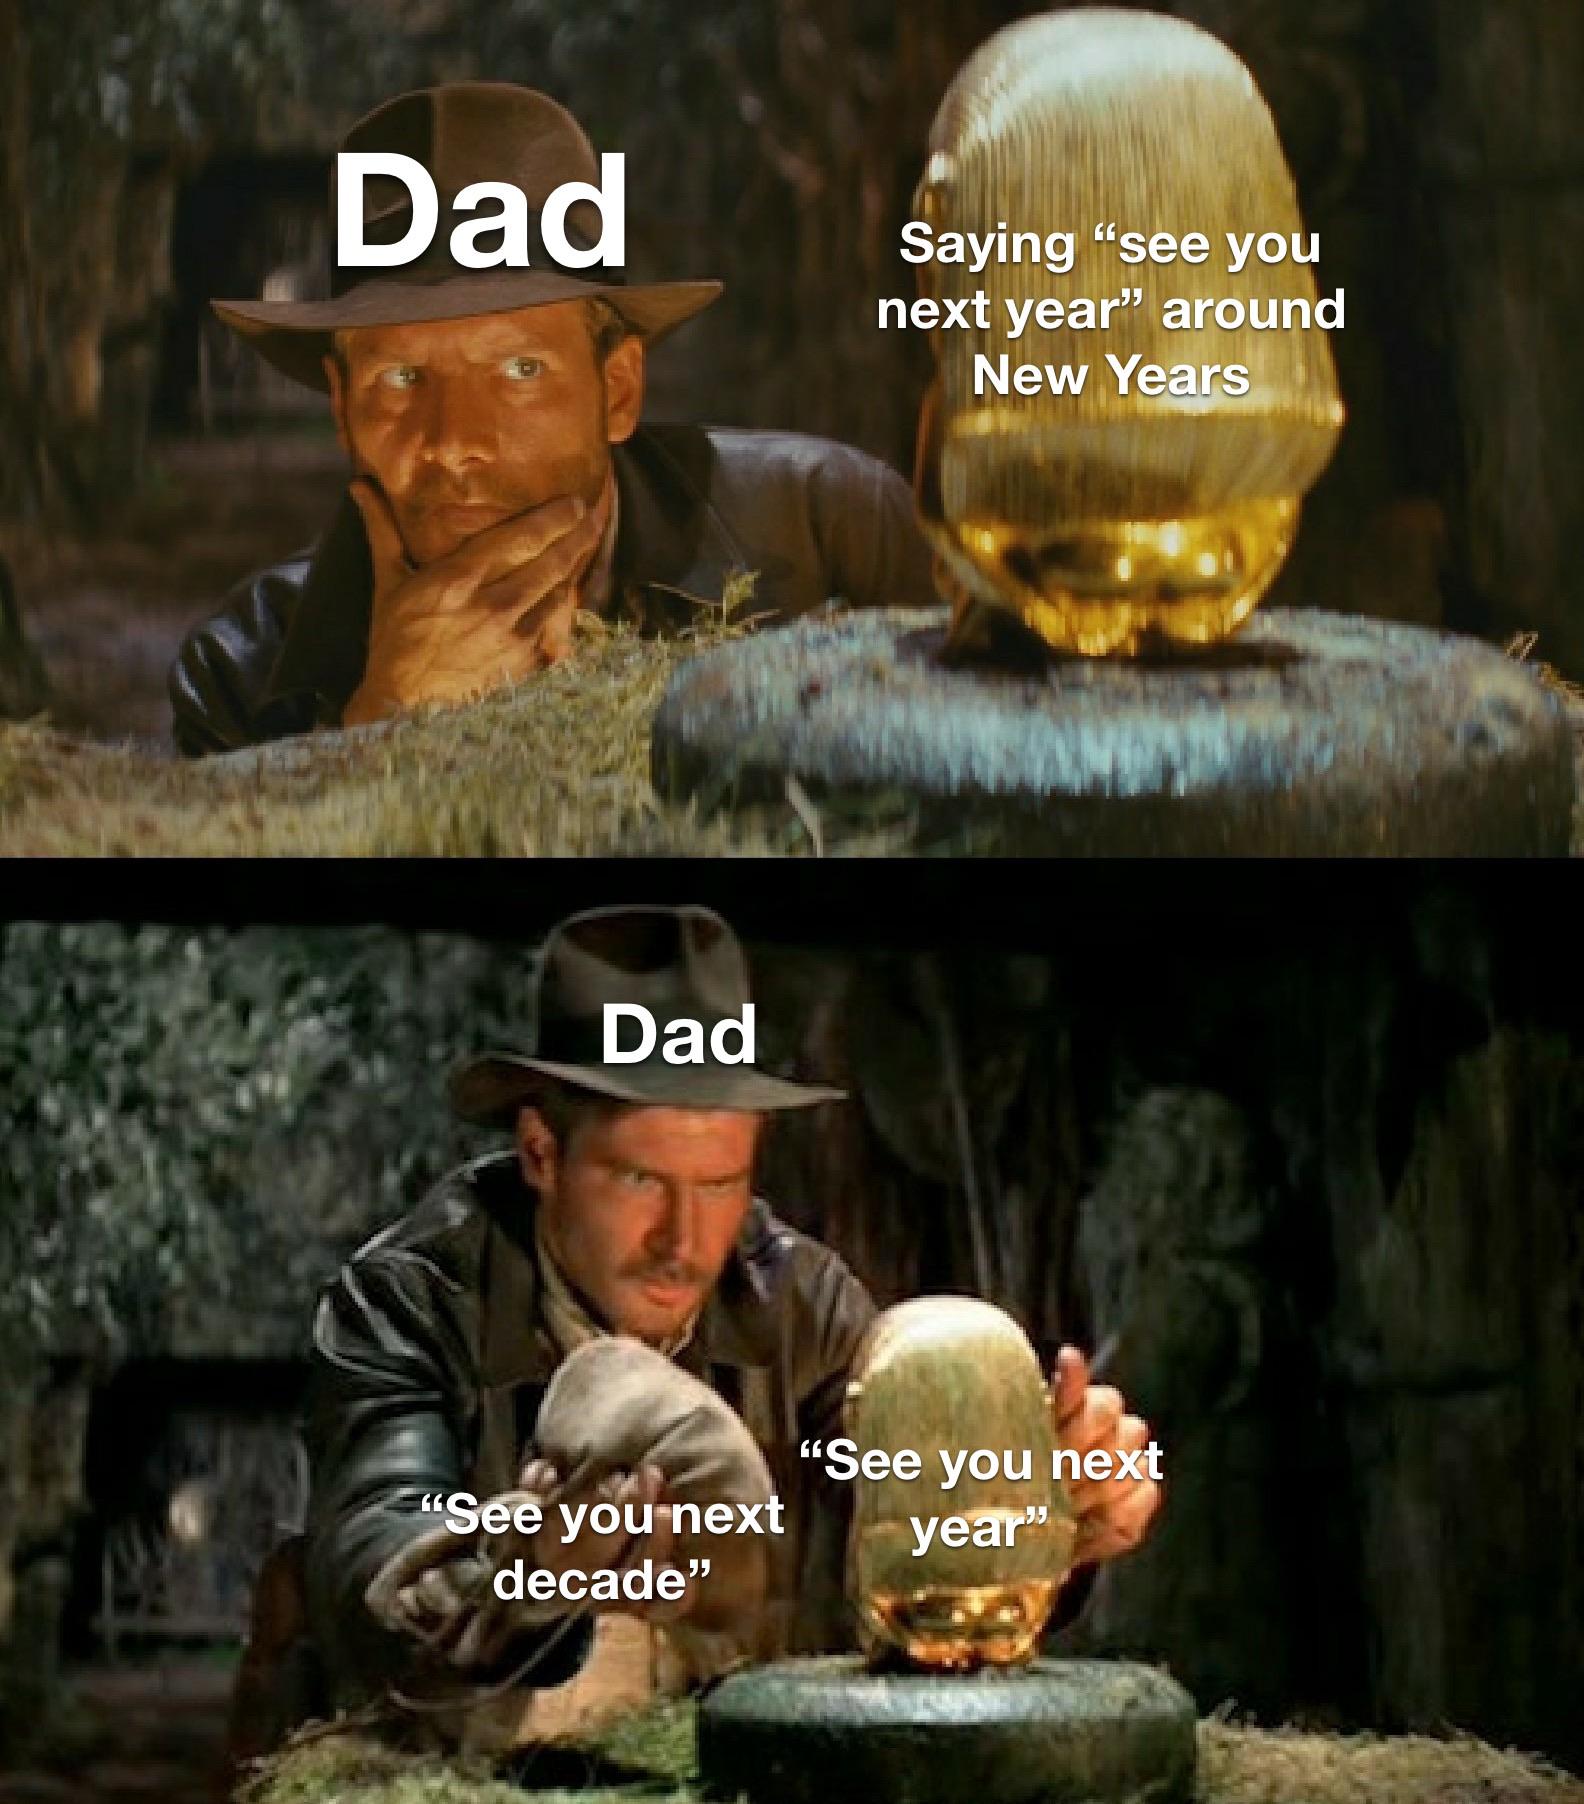 Dad
Saying “see you
next year” around
New Years
Dad
“See you next
year”
“See you next
decade”